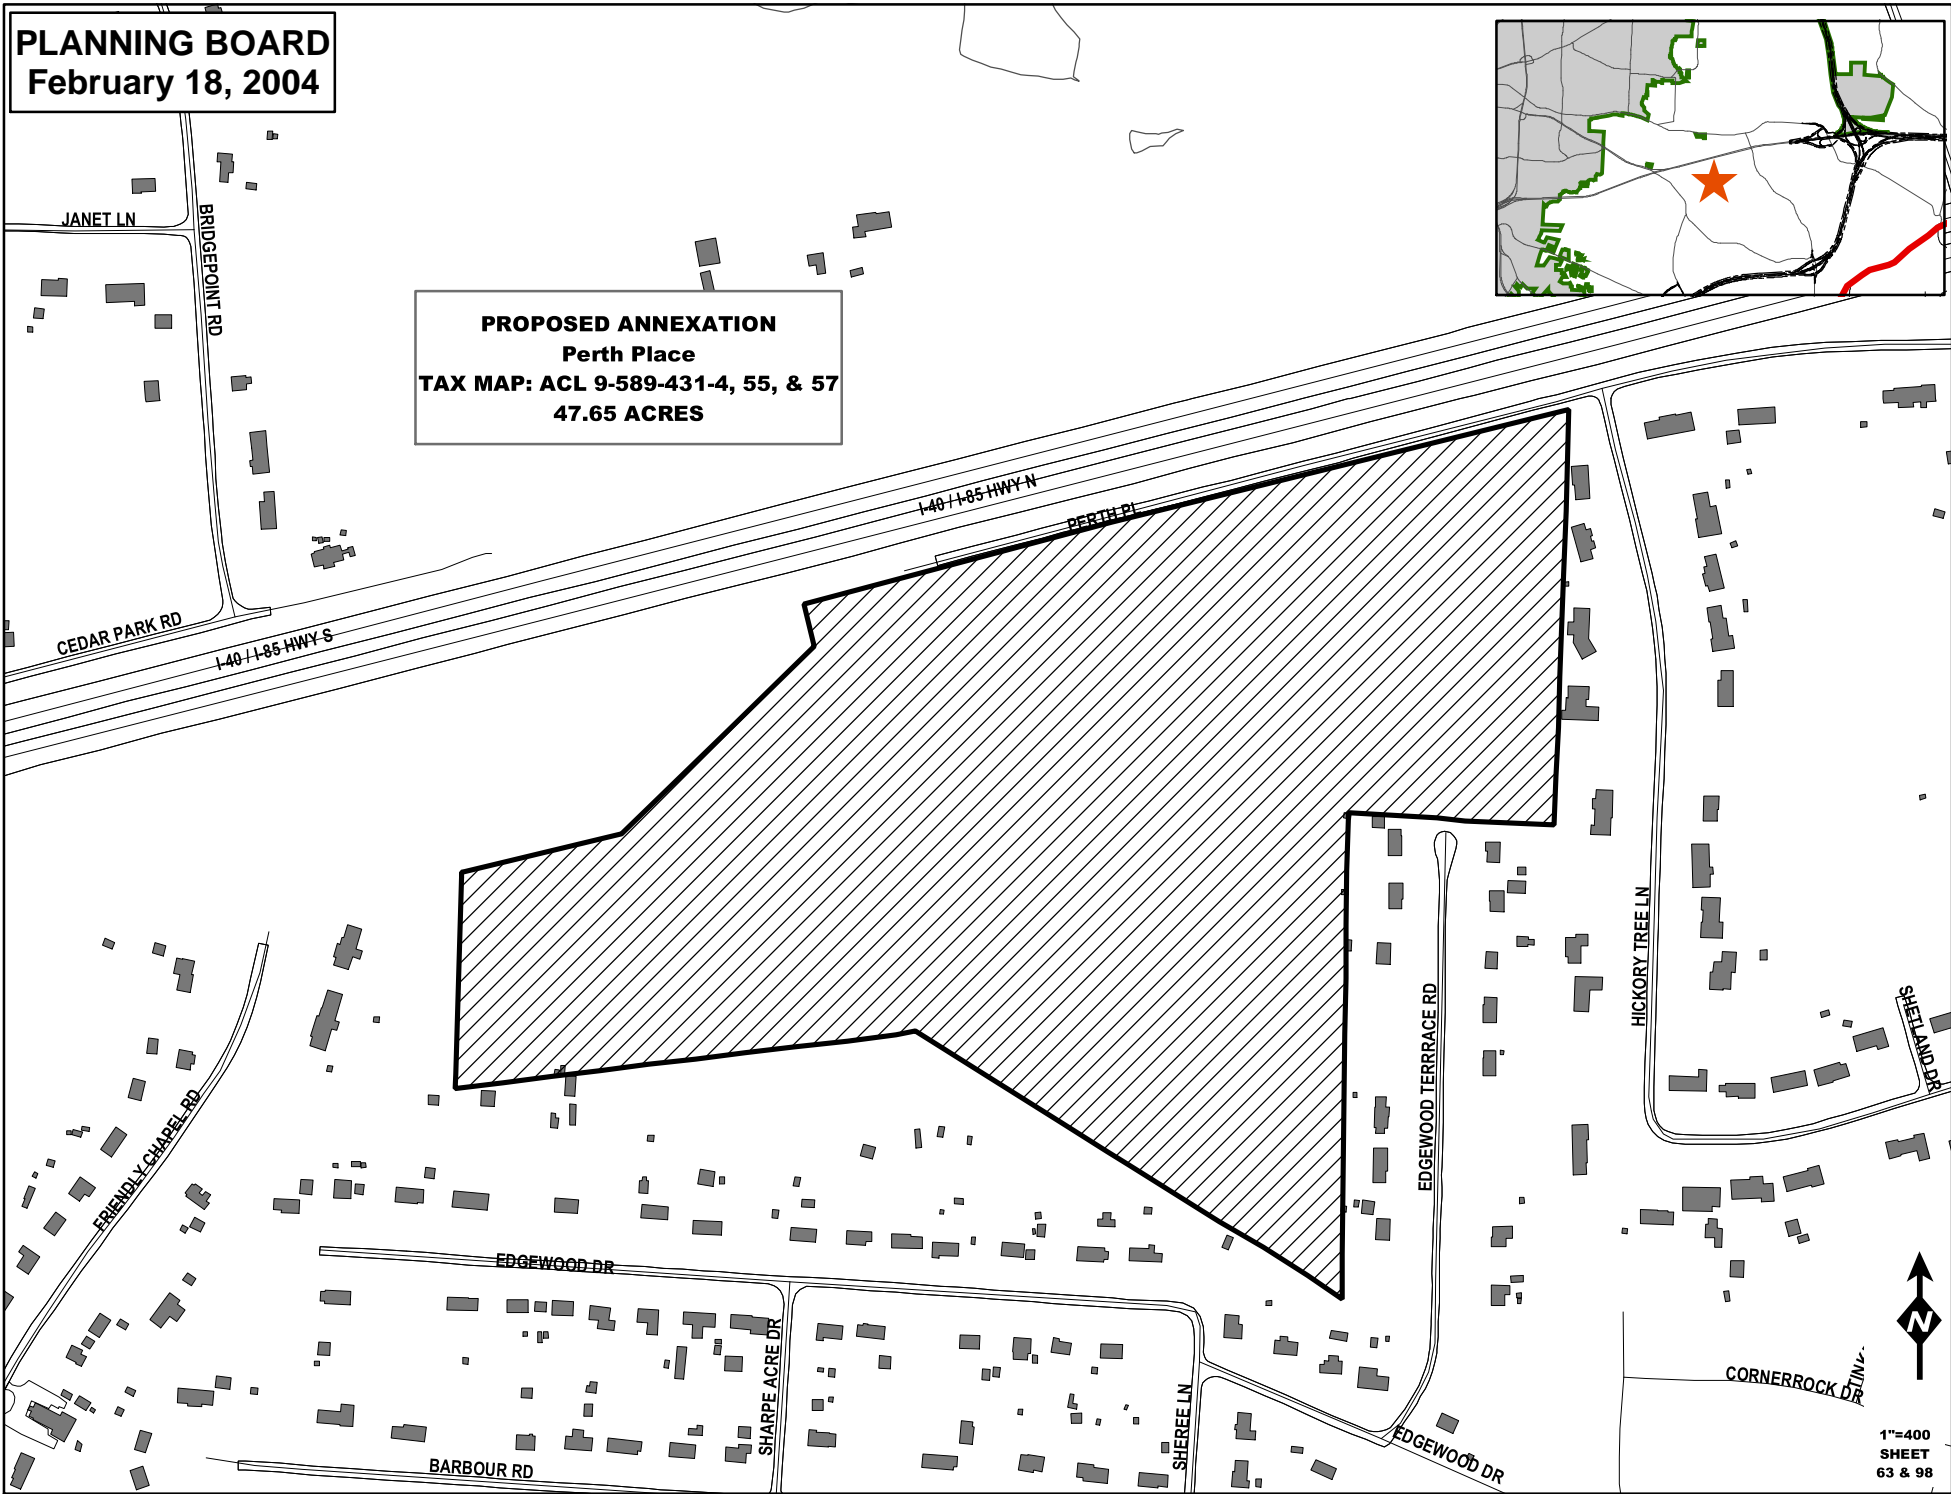 PLANNING BOARD
February 18, 2004
JANET LN
BRIDGEPOINT RD
PROPOSED ANNEXATION
Perth Place
TAX MAP: ACL 9-589-431-4, 55, & 57
47.65 ACRES
I-40 / I-85 HWY N
PERTH PL
CEDAR PARK RD
I-40 / I-85 HWY S
HICKORY TREE LN
EDGEWOOD TERRRACE RD
SHETLAND DR
FRIENDLY CHAPEL RD
EDGEWOOD DR
SHARPE ACRE DR
SHEREE LN
CORNERROCK DR
EDGEWOOD DR
BARBOUR RD
N
1"=400
SHEET
63 & 98